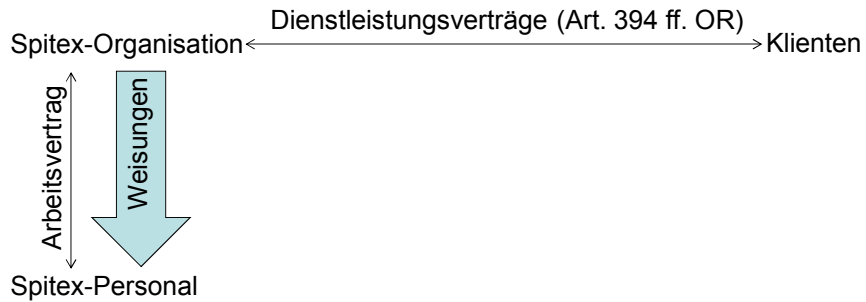 Dienstleistungsverträge (Art. 394 ff. OR)
Spitex-Organisation
Klienten
Arbeitsvertrag
Weisungen
Spitex-Personal